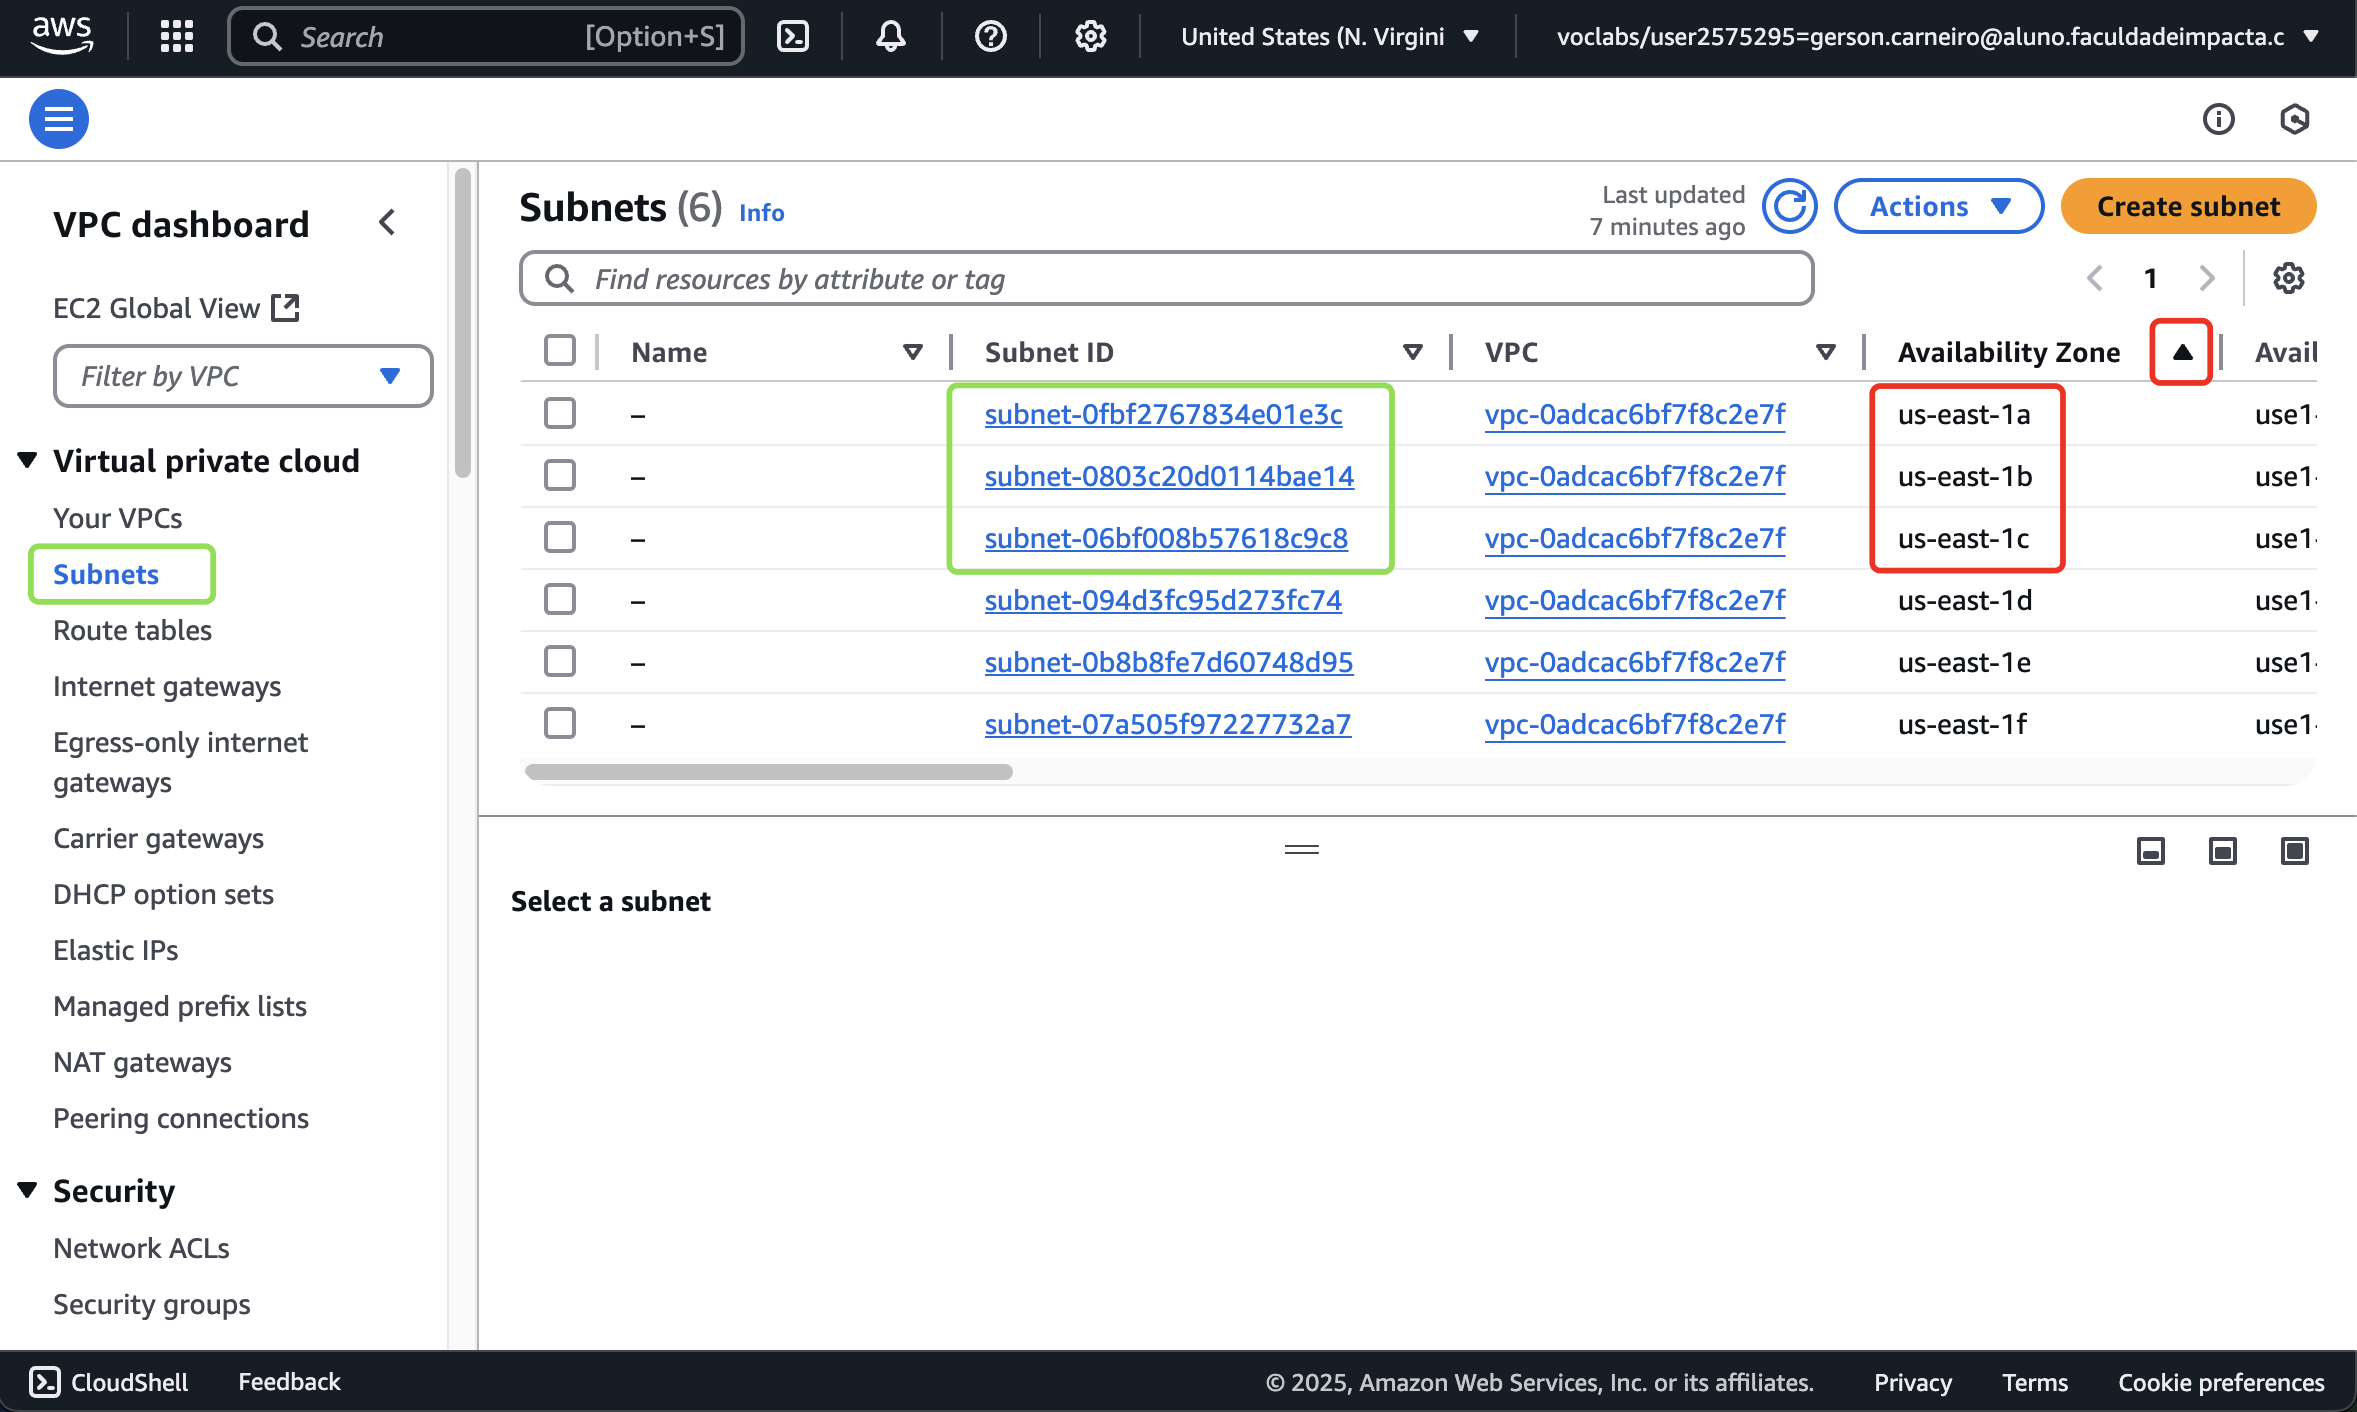 aws
Search
[Option+S]
United States (N. Virgini
voclabs/user2575295=gerson.carneiro@aluno.faculdadeimpacta.c
VPC dashboard
EC2 Global View
Filter by VPC
Virtual private cloud
Your VPCs
Subnets
Route tables
Internet gateways
Egress-only internet
gateways
Carrier gateways
DHCP option sets
Elastic IPs
Managed prefix lists
NAT gateways
Peering connections
Security
Network ACLs
Security groups
Subnets (6) Info
Last updated
7 minutes ago
Actions
Create subnet
Find resources by attribute or tag
1
Name Subnet ID VPC Availability Zone Avail
– subnet-0fbf2767834e01e3c vpc-0adcac6bf7f8c2e7f us-east-1a use1-
– subnet-0803c20d0114bae14 vpc-0adcac6bf7f8c2e7f us-east-1b use1-
– subnet-06bf008b57618c9c8 vpc-0adcac6bf7f8c2e7f us-east-1c use1-
– subnet-094d3fc95d273fc74 vpc-0adcac6bf7f8c2e7f us-east-1d use1-
– subnet-0b8b8fe7d60748d95 vpc-0adcac6bf7f8c2e7f us-east-1e use1-
– subnet-07a505f97227732a7 vpc-0adcac6bf7f8c2e7f us-east-1f use1-
Select a subnet
CloudShell Feedback © 2025, Amazon Web Services, Inc. or its affiliates. Privacy Terms Cookie preferences